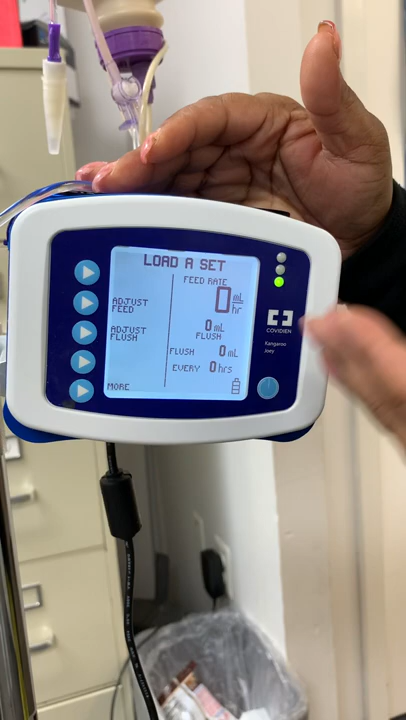 LOAD A SET
FEED RATE
0 mL
hr
ADJUST
FEED
0 mL
FLUSH
ADJUST
FLUSH
FLUSH 0 mL
EVERY 0 hrs
MORE
COVIDIEN
Kangaroo
Joey